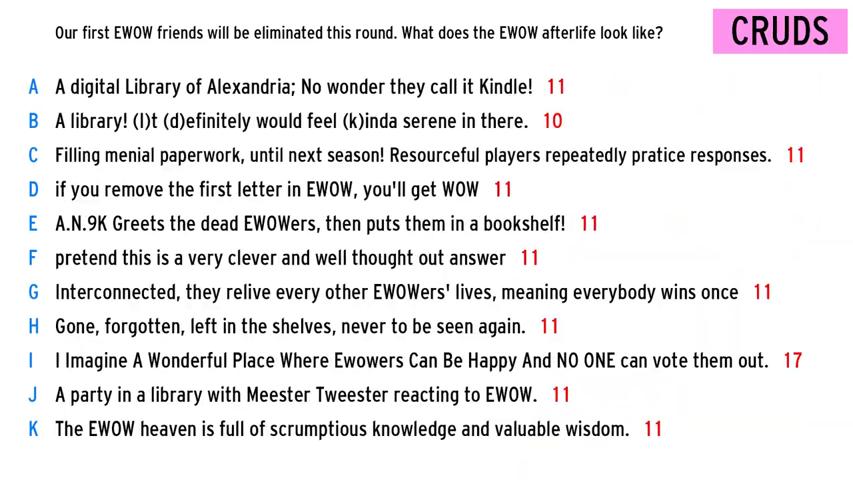 Our first EWOW friends will be eliminated this round. What does the EWOW afterlife look like?
CRUDS
A A digital Library of Alexandria; No wonder they call it Kindle! 11
B A library! (I)t (d)efinitely would feel (k)inda serene in there. 10
C Filling menial paperwork, until next season! Resourceful players repeatedly pratice responses. 11
D if you remove the first letter in EWOW, you'll get WOW 11
E A.N.9K Greets the dead EWOWers, then puts them in a bookshelf! 11
F pretend this is a very clever and well thought out answer 11
G Interconnected, they relive every other EWOWers' lives, meaning everybody wins once 11
H Gone, forgotten, left in the shelves, never to be seen again. 11
I I Imagine A Wonderful Place Where Ewowers Can Be Happy And NO ONE can vote them out. 17
J A party in a library with Meester Tweester reacting to EWOW. 11
K The EWOW heaven is full of scrumptious knowledge and valuable wisdom. 11